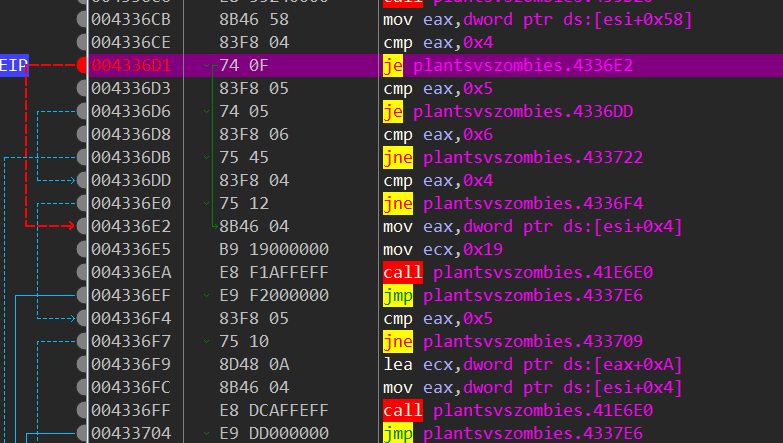 004336CB 8B46 58 mov eax,dword ptr ds:[esi+0x58]
004336CE 83F8 04 cmp eax,0x4
EIP 004336D1 74 0F je plantsvszombies.4336E2
004336D3 83F8 05 cmp eax,0x5
004336D6 74 05 je plantsvszombies.4336DD
004336D8 83F8 06 cmp eax,0x6
004336DB 75 45 jne plantsvszombies.433722
004336DD 83F8 04 cmp eax,0x4
004336E0 75 12 jne plantsvszombies.4336F4
004336E2 8B46 04 mov eax,dword ptr ds:[esi+0x4]
004336E5 B9 19000000 mov ecx,0x19
004336EA E8 F1AFFEFF call plantsvszombies.41E6E0
004336EF E9 F2000000 jmp plantsvszombies.4337E6
004336F4 83F8 05 cmp eax,0x5
004336F7 75 10 jne plantsvszombies.433709
004336F9 8D48 0A lea ecx,dword ptr ds:[eax+0xA]
004336FC 8B46 04 mov eax,dword ptr ds:[esi+0x4]
004336FF E8 DCAFFEFF call plantsvszombies.41E6E0
00433704 E9 DD000000 jmp plantsvszombies.4337E6